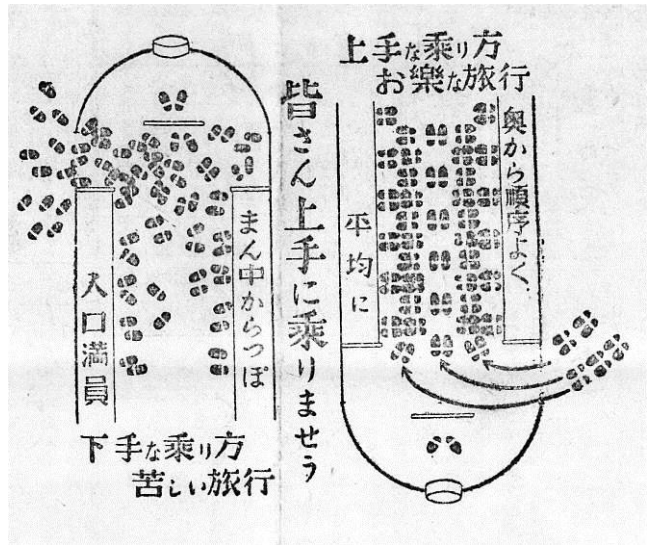 上手な乗り方
お樂な旅行
奥から順序よく、
平均に
皆さん上手に乗りませう
まん中からつぽ
入口満員
下手な乗り方
苦しい旅行